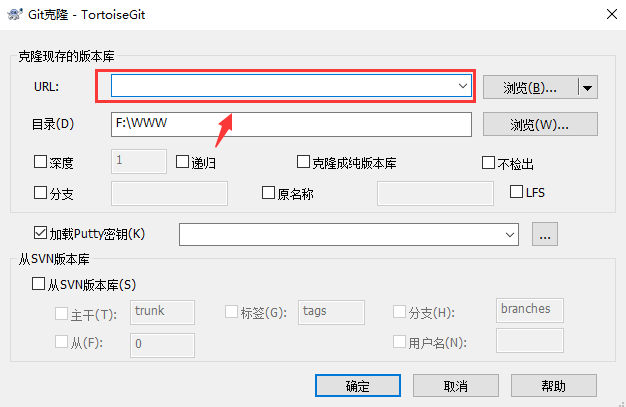 Git克隆 - TortoiseGit
克隆现存的版本库
URL: 浏览(B)...
目录(D) F:\WWW 浏览(W)...
深度 1 递归 克隆成纯版本库 不检出
分支 原名称 LFS
加载Putty密钥(K) ...
从SVN版本库
从SVN版本库(S)
主干(T): trunk 标签(G): tags 分支(H): branches
从(F): 0 用户名(N):
确定 取消 帮助